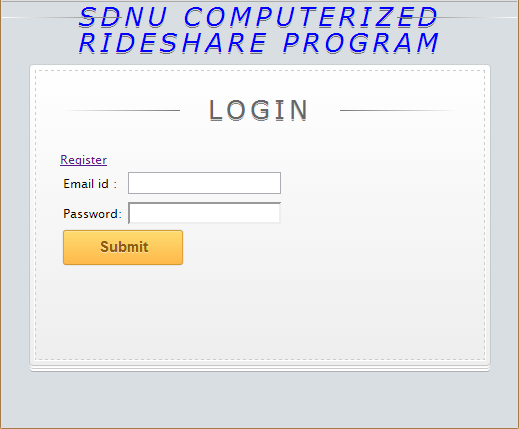 SDNU COMPUTERIZED
RIDESHARE PROGRAM
LOGIN
Register
Email id :
Password:
Submit